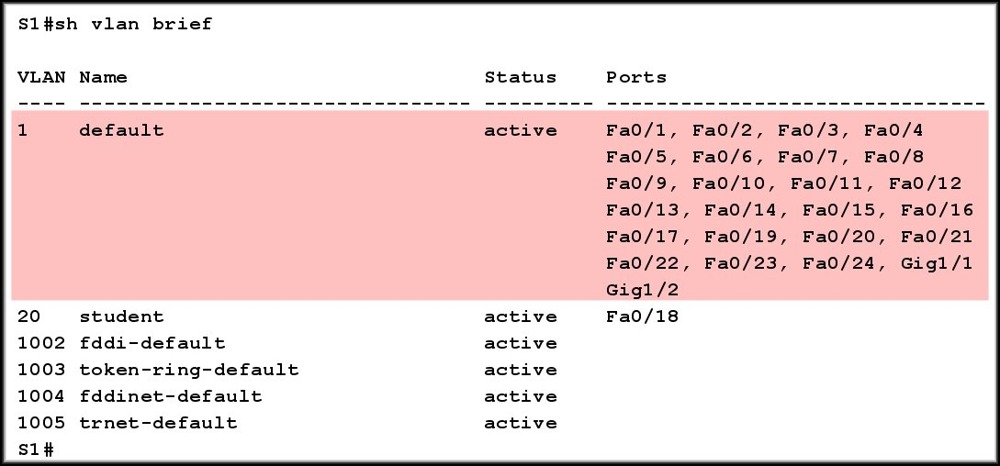 S1#sh vlan brief
VLAN Name Status Ports
---- -------------------------------- --------- -------------------------------
1 default active Fa0/1, Fa0/2, Fa0/3, Fa0/4
Fa0/5, Fa0/6, Fa0/7, Fa0/8
Fa0/9, Fa0/10, Fa0/11, Fa0/12
Fa0/13, Fa0/14, Fa0/15, Fa0/16
Fa0/17, Fa0/19, Fa0/20, Fa0/21
Fa0/22, Fa0/23, Fa0/24, Gig1/1
Gig1/2
20 student active Fa0/18
1002 fddi-default active
1003 token-ring-default active
1004 fddinet-default active
1005 trnet-default active
S1#